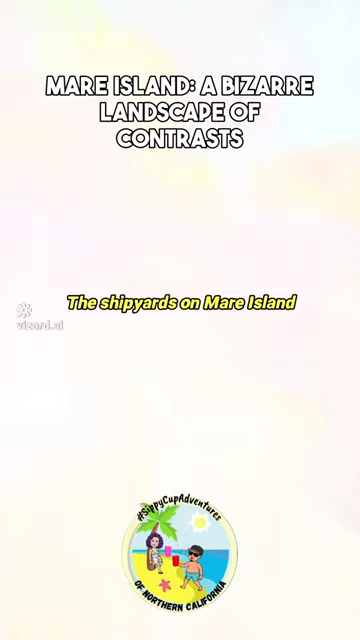 MARE ISLAND: A BIZARRE
LANDSCAPE OF
CONTRASTS
The shipyards on Mare Island
vizard.ai
#SippyCupAdventures
OF NORTHERN CALIFORNIA